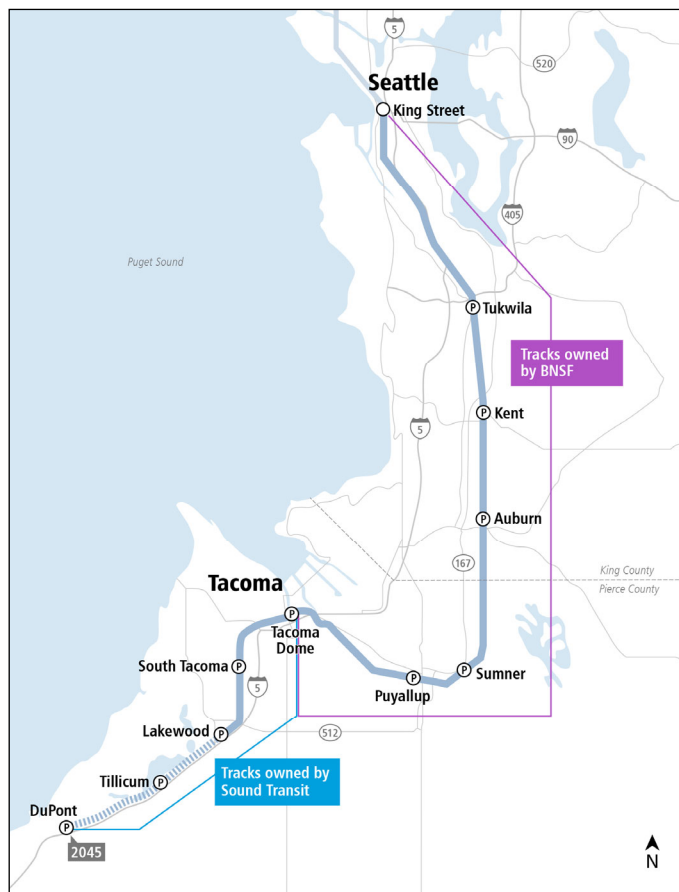 5
520
Seattle
King Street
90
405
Puget Sound
P
Tukwila
Tracks owned
by BNSF
P
Kent
5
P
Auburn
167
King County
Pierce County
Tacoma
P
Tacoma
Dome
South Tacoma
P
P
Sumner
P
Puyallup
5
Lakewood
P
512
Tracks owned by
Sound Transit
Tillicum
P
DuPont
P
2045
N